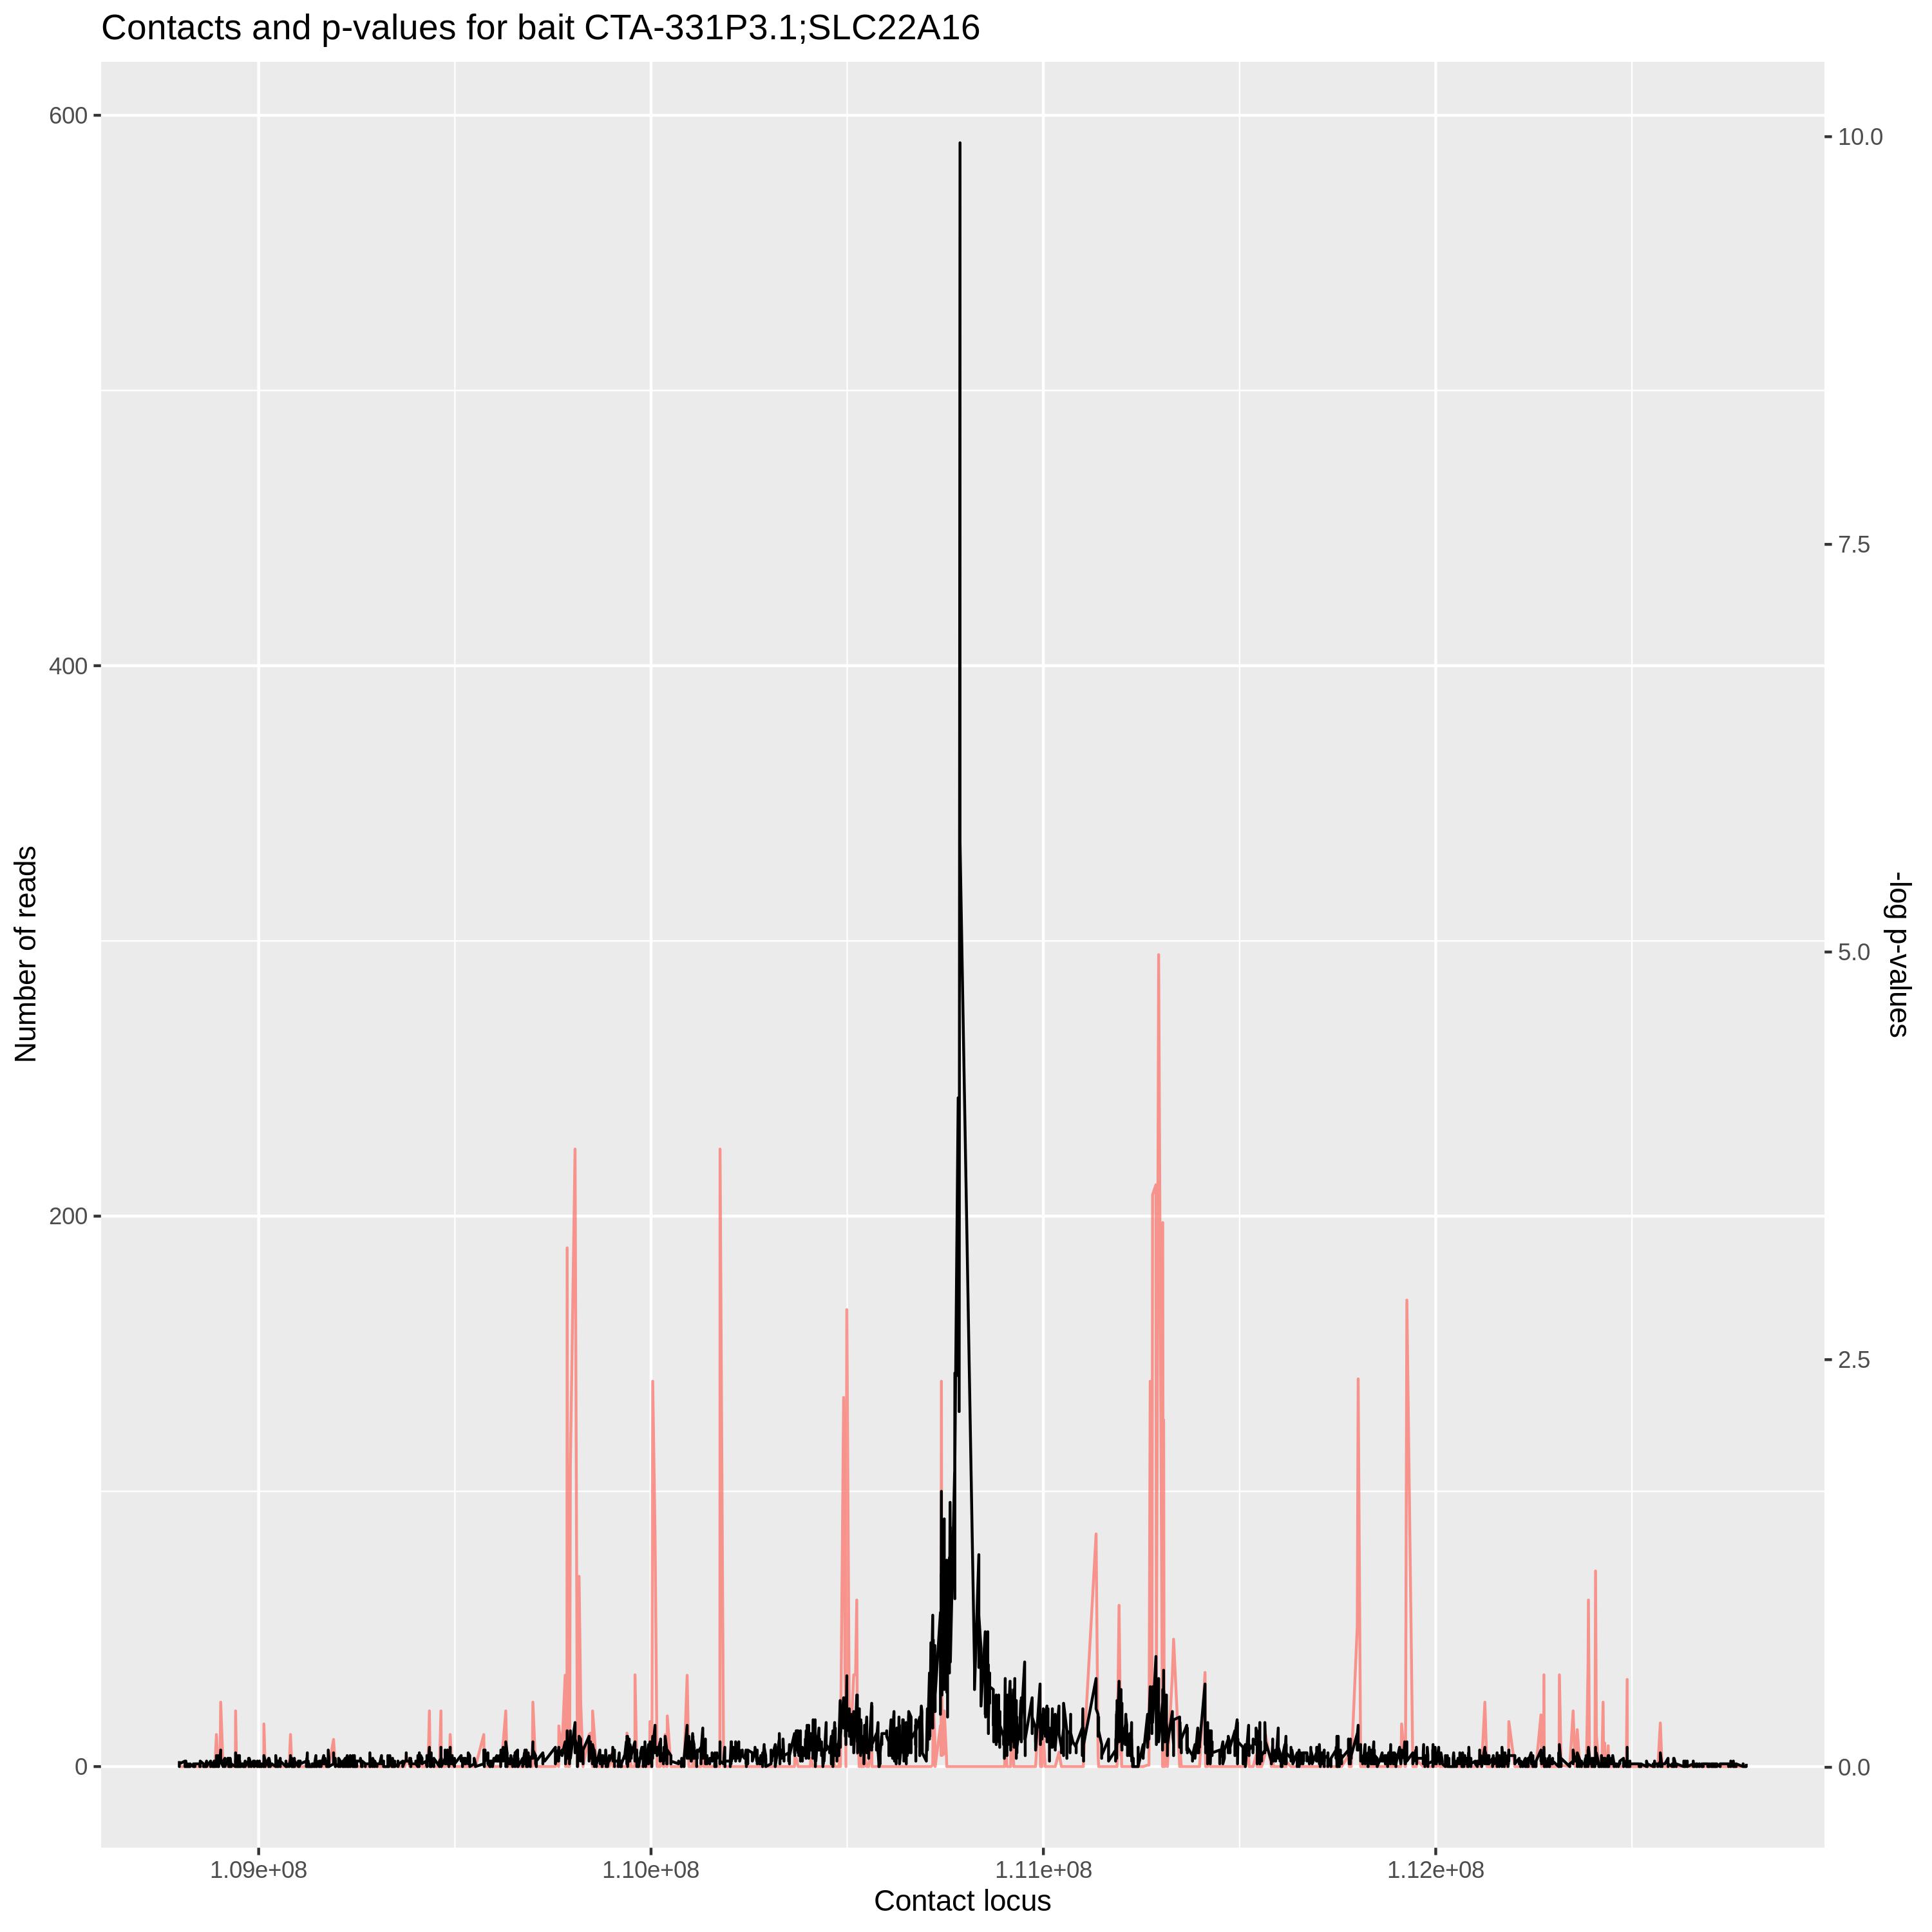 Contacts and p-values for bait CTA-331P3.1;SLC22A16
600
400
200
0
Number of reads
10.0
7.5
5.0
2.5
0.0
-log p-values
1.09e+08
1.10e+08
1.11e+08
1.12e+08
Contact locus